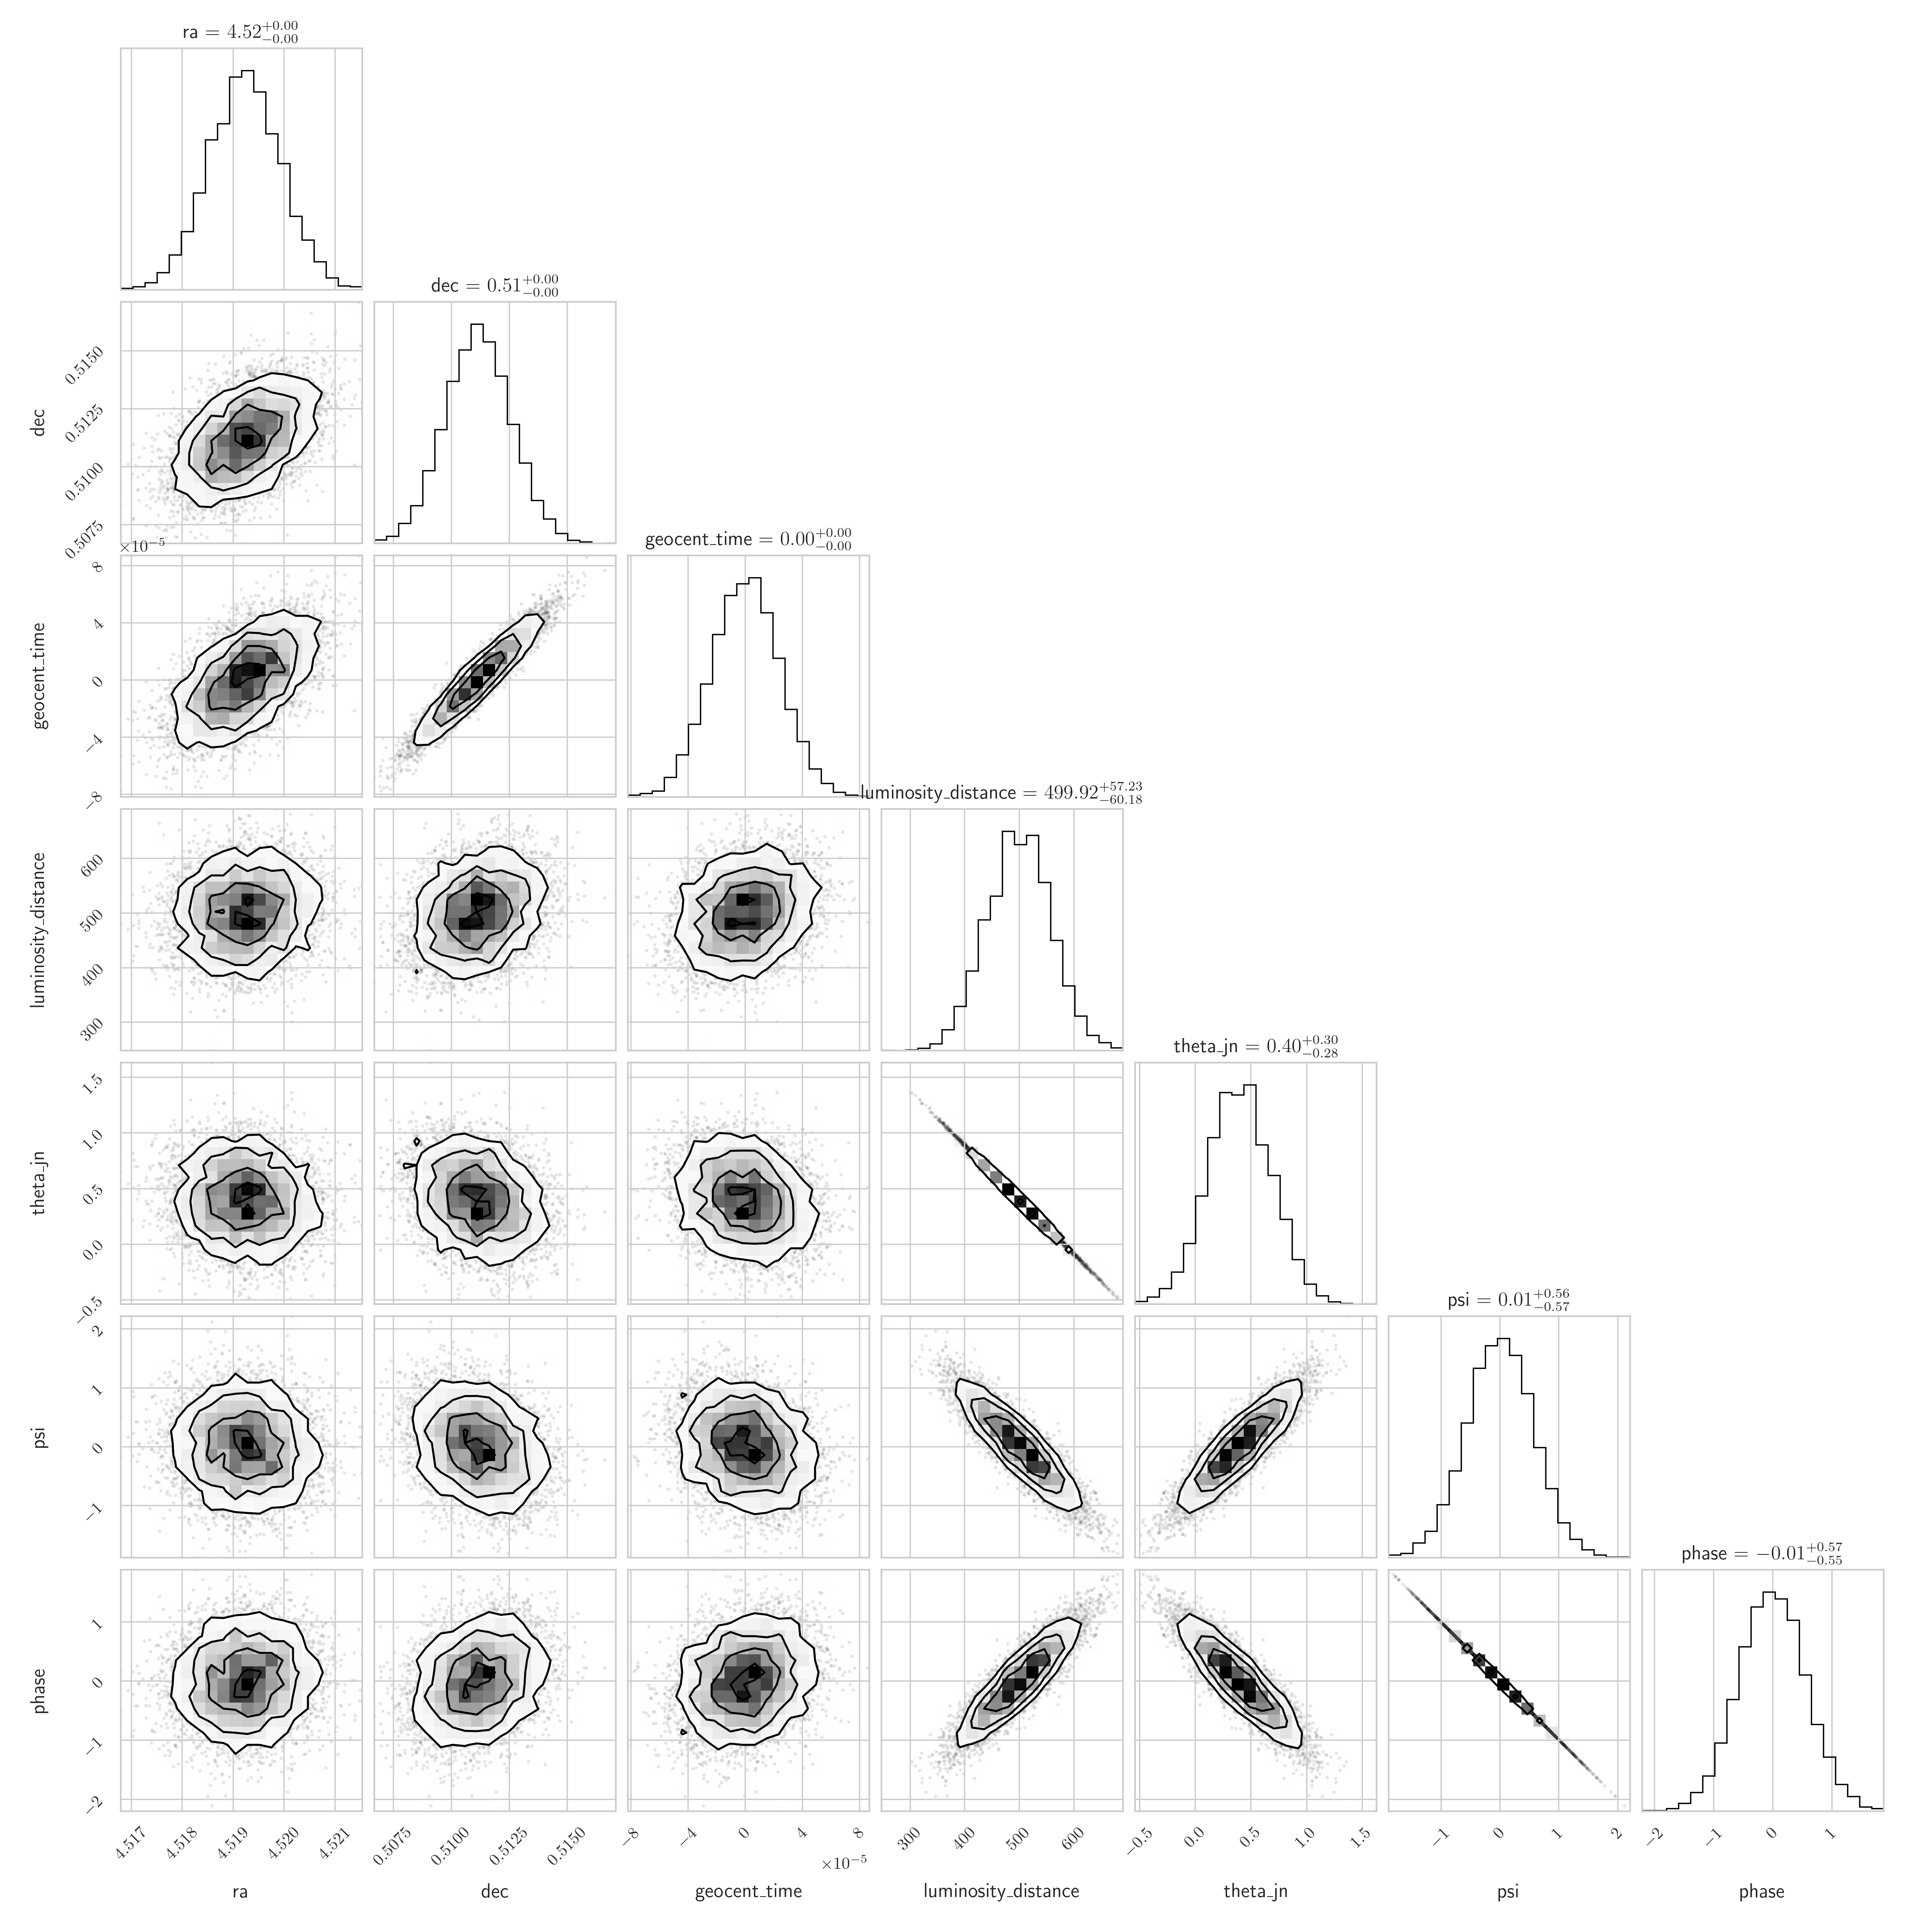 ra = 4.52+0.00−0.00
dec = 0.51+0.00−0.00
dec
0.5150
0.5125
0.5100
0.5075
geocent_time = 0.00+0.00−0.00
×10−5
geocent_time
8
4
0
−4
−8
luminosity_distance = 499.92+57.23−60.18
luminosity_distance
600
500
400
300
theta_jn = 0.40+0.30−0.28
theta_jn
1.5
1.0
0.5
0.0
−0.5
psi = 0.01+0.56−0.57
psi
2
1
0
−1
phase = −0.01+0.57−0.55
phase
1
0
−1
−2
4.517 4.518 4.519 4.520 4.521 0.5075 0.5100 0.5125 0.5150 −8 −4 0 4 8 300 400 500 600 −0.5 0.0 0.5 1.0 1.5 −1 0 1 2 −2 −1 0 1
×10−5
ra dec geocent_time luminosity_distance theta_jn psi phase